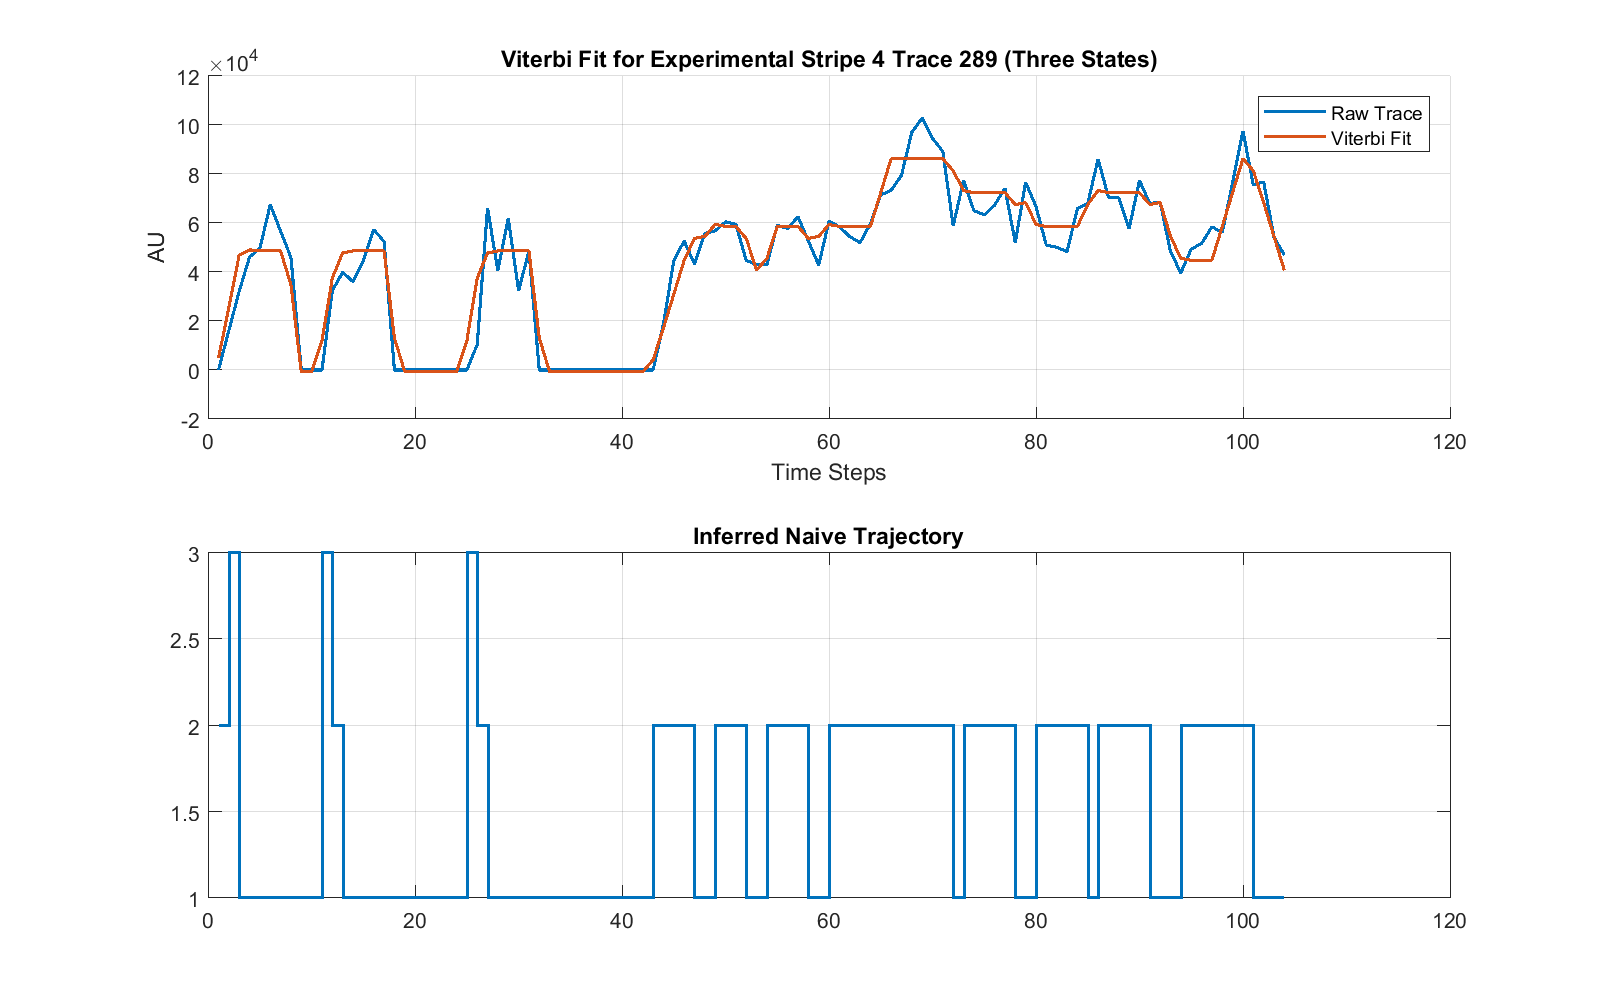 Viterbi Fit for Experimental Stripe 4 Trace 289 (Three States)
×10^4
12
10
8
6
4
2
0
-2
AU
Raw Trace
Viterbi Fit
0 20 40 60 80 100 120
Time Steps
Inferred Naive Trajectory
3
2.5
2
1.5
1
0 20 40 60 80 100 120